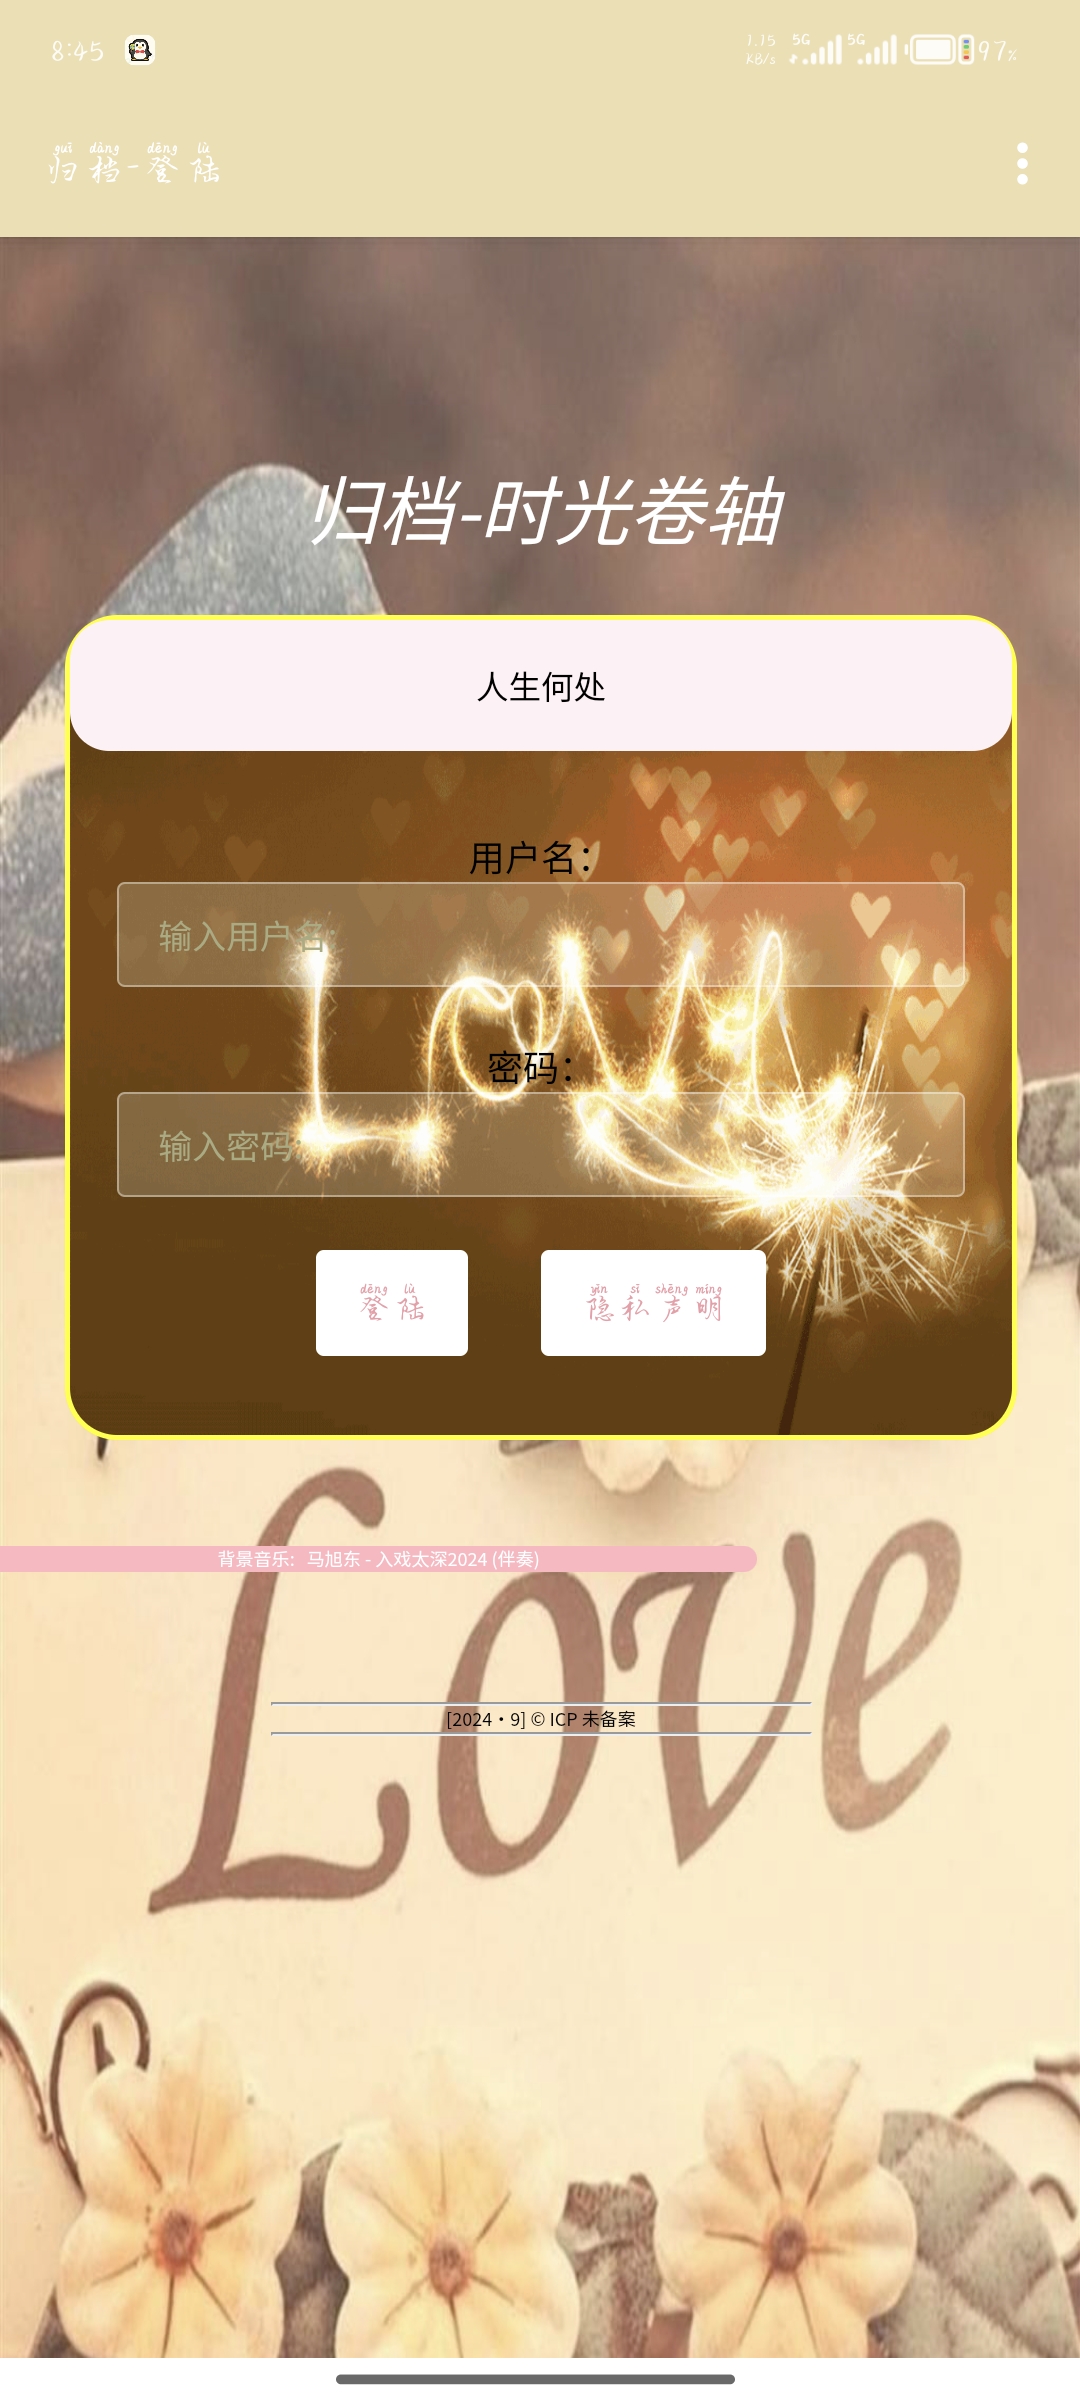 8:45
1.15 KB/s 5G 5G 97%
guī dàng dēng lù
归档-登陆
归档-时光卷轴
人生何处
用户名：
输入用户名:
Love
密码：
输入密码:
dēng lù
登陆
yǐn sī shēng míng
隐私声明
背景音乐：马旭东 - 入戏太深2024 (伴奏)
[2024・9] © ICP 未备案
Love